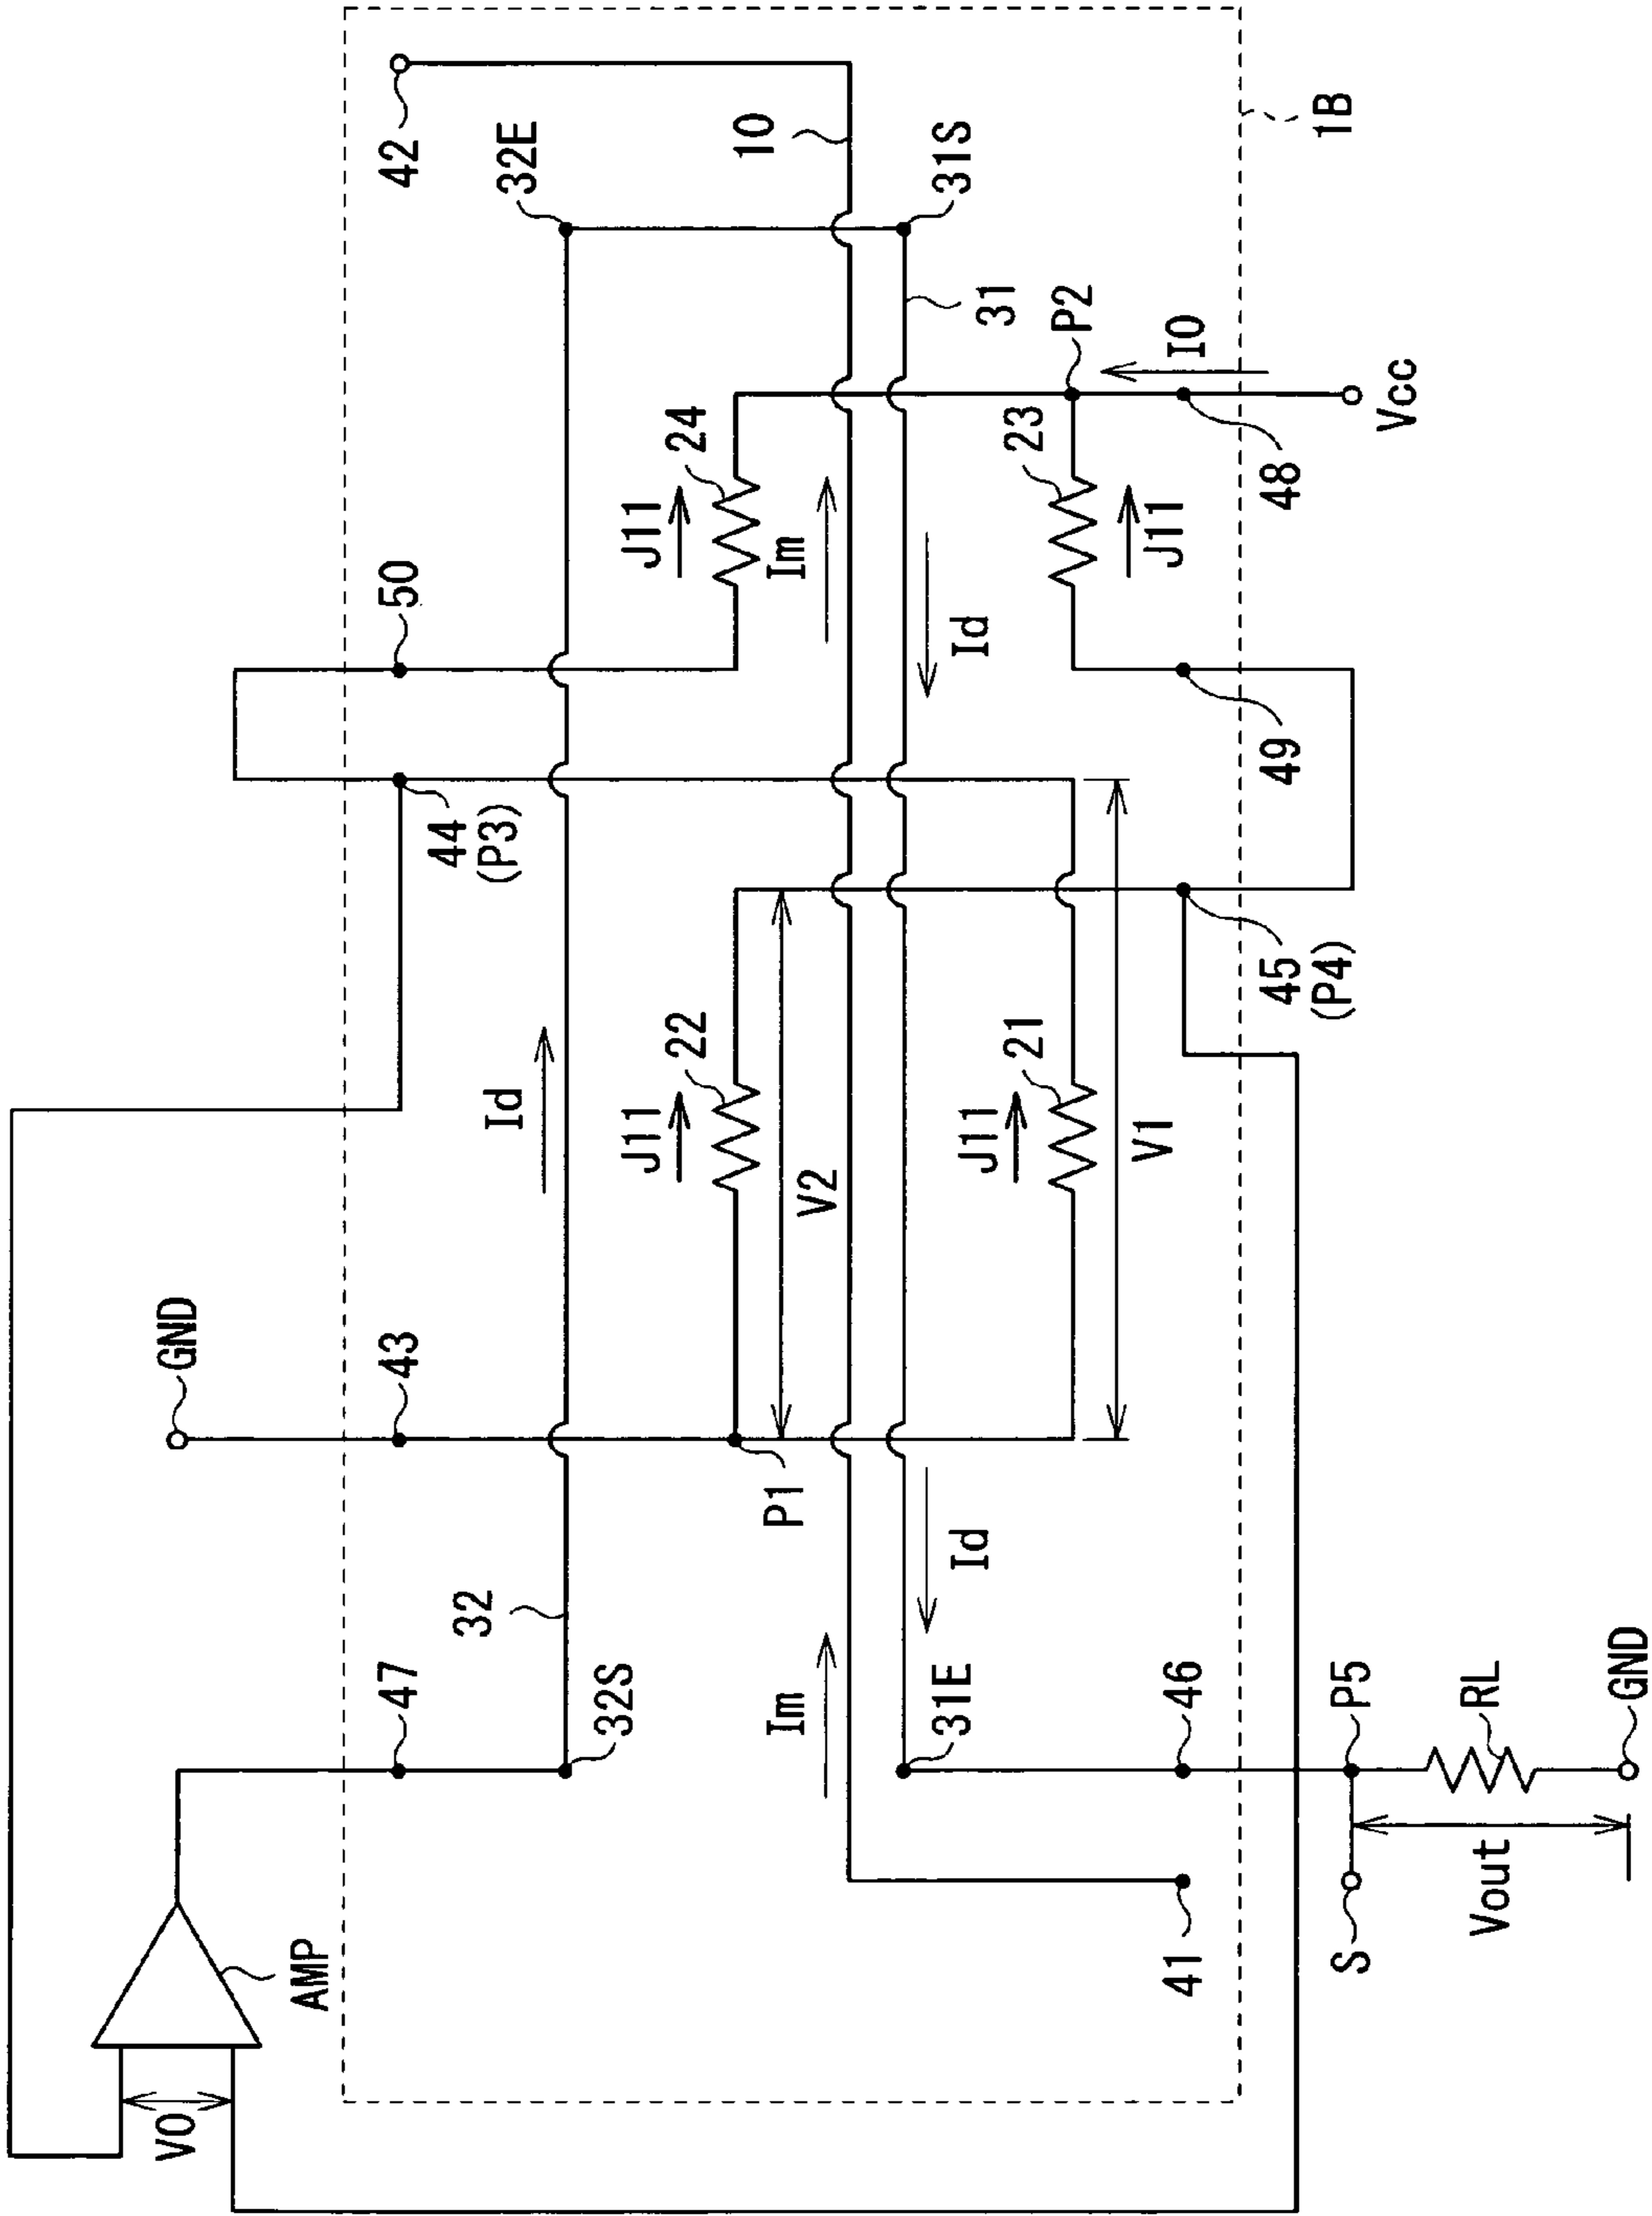 42
32E
10
31S
1B
31
P2
I0
Vcc
24
J11
Im
23
J11
48
50
Id
49
44
(P3)
45
(P4)
Id
22
J11
V2
21
J11
V1
GND
43
P1
Id
32
47
32S
Im
31E
46
P5
RL
GND
AMP
41
S
Vout
V0